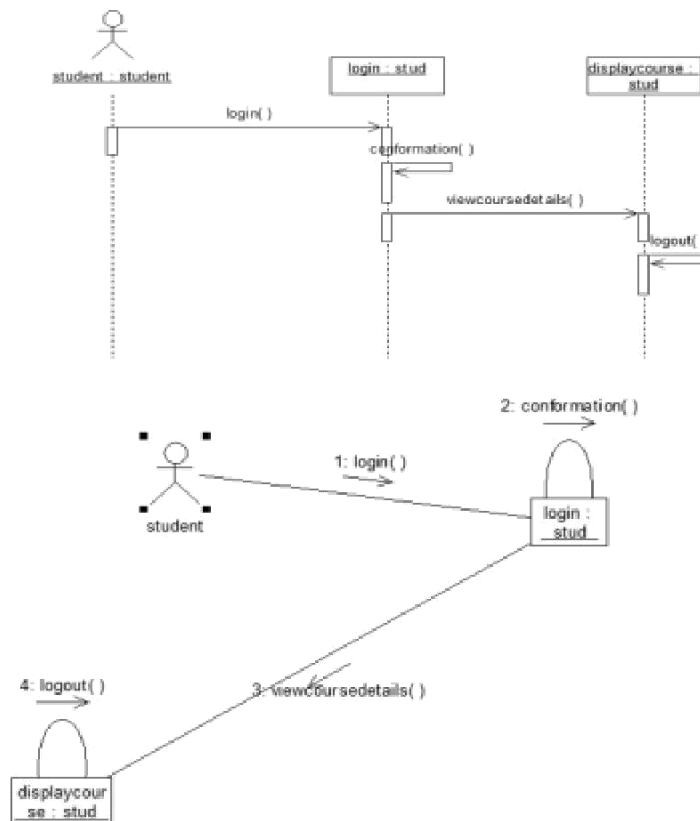 student : student
login : stud
displaycourse :
stud
login( )
conformation( )
viewcoursedetails( )
logout(
2: conformation( )
1: login( )
student
login :
stud
4: logout( )
3: viewcoursedetails( )
displaycour
se : stud